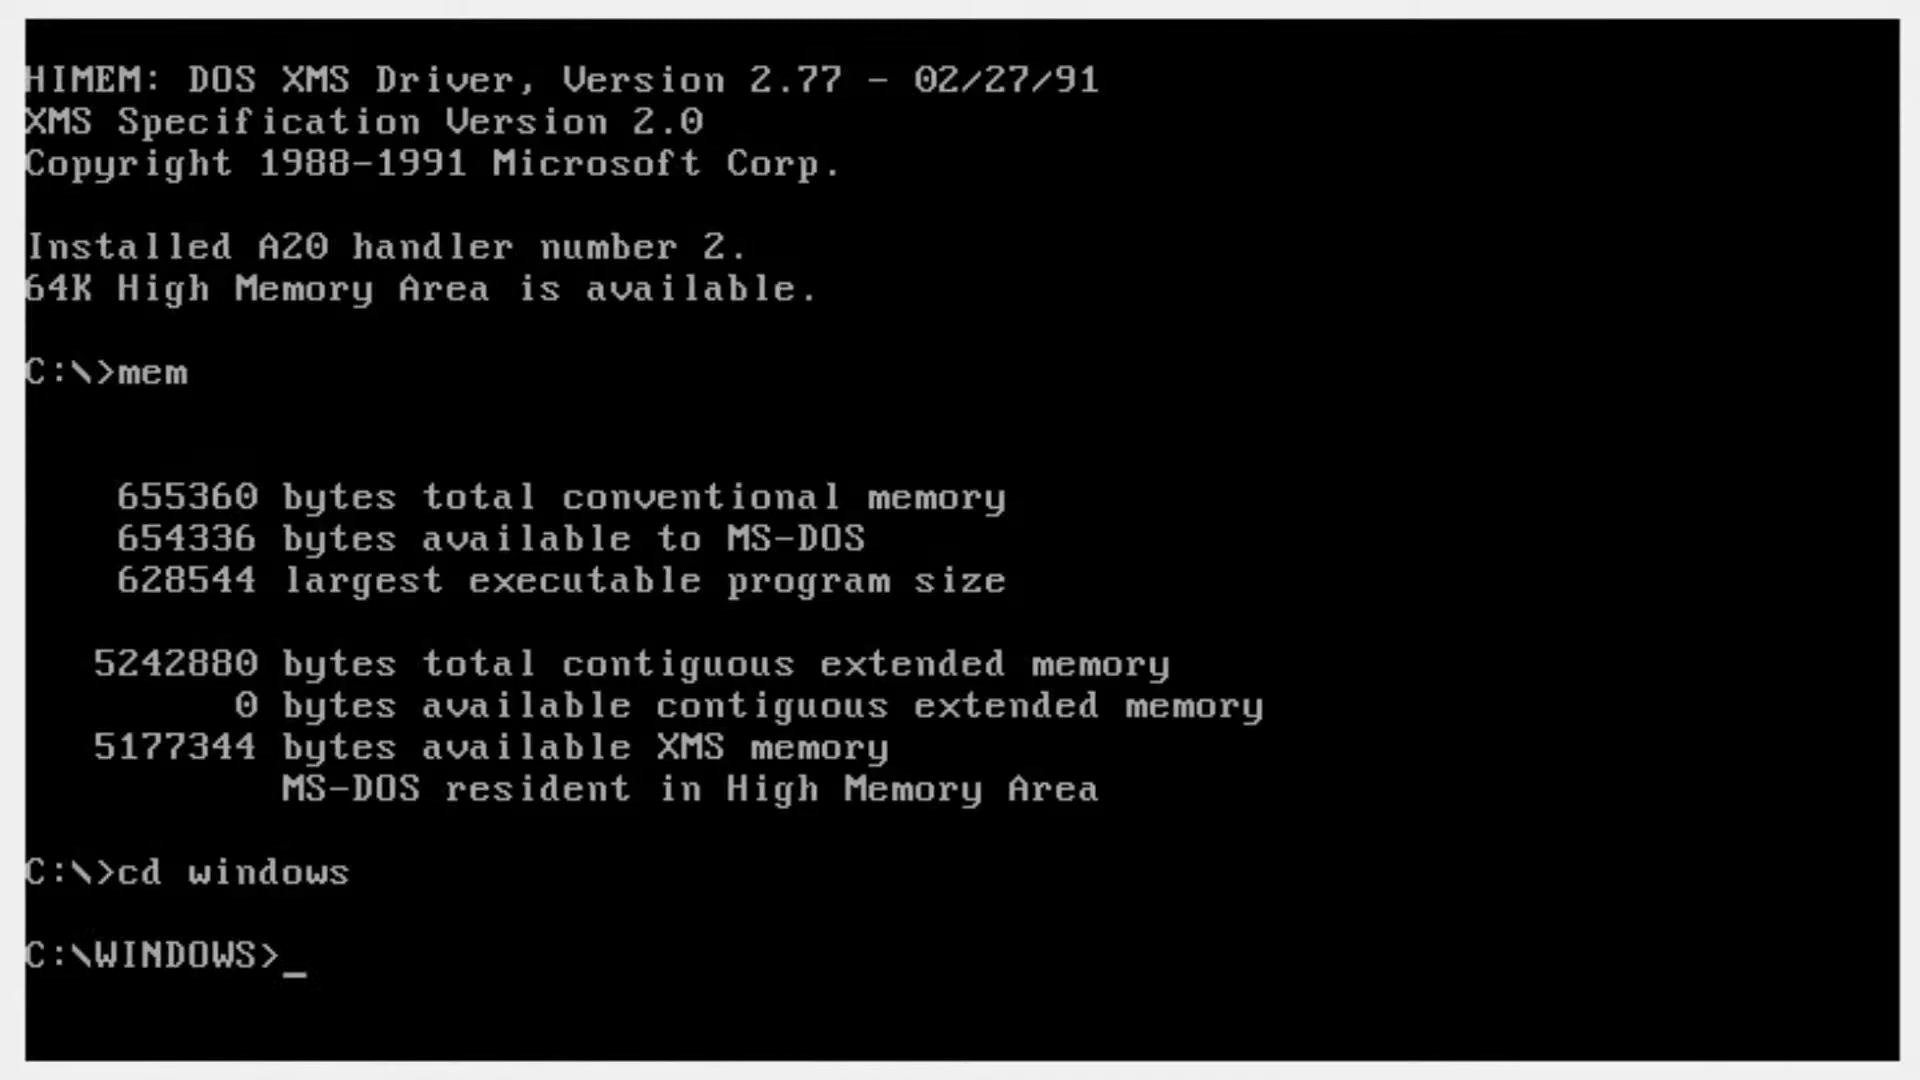 HIMEM: DOS XMS Driver, Version 2.77 - 02/27/91
XMS Specification Version 2.0
Copyright 1988-1991 Microsoft Corp.
Installed A20 handler number 2.
64K High Memory Area is available.
C:\>mem
655360 bytes total conventional memory
654336 bytes available to MS-DOS
628544 largest executable program size
5242880 bytes total contiguous extended memory
0 bytes available contiguous extended memory
5177344 bytes available XMS memory
MS-DOS resident in High Memory Area
C:\>cd windows
C:\WINDOWS>_